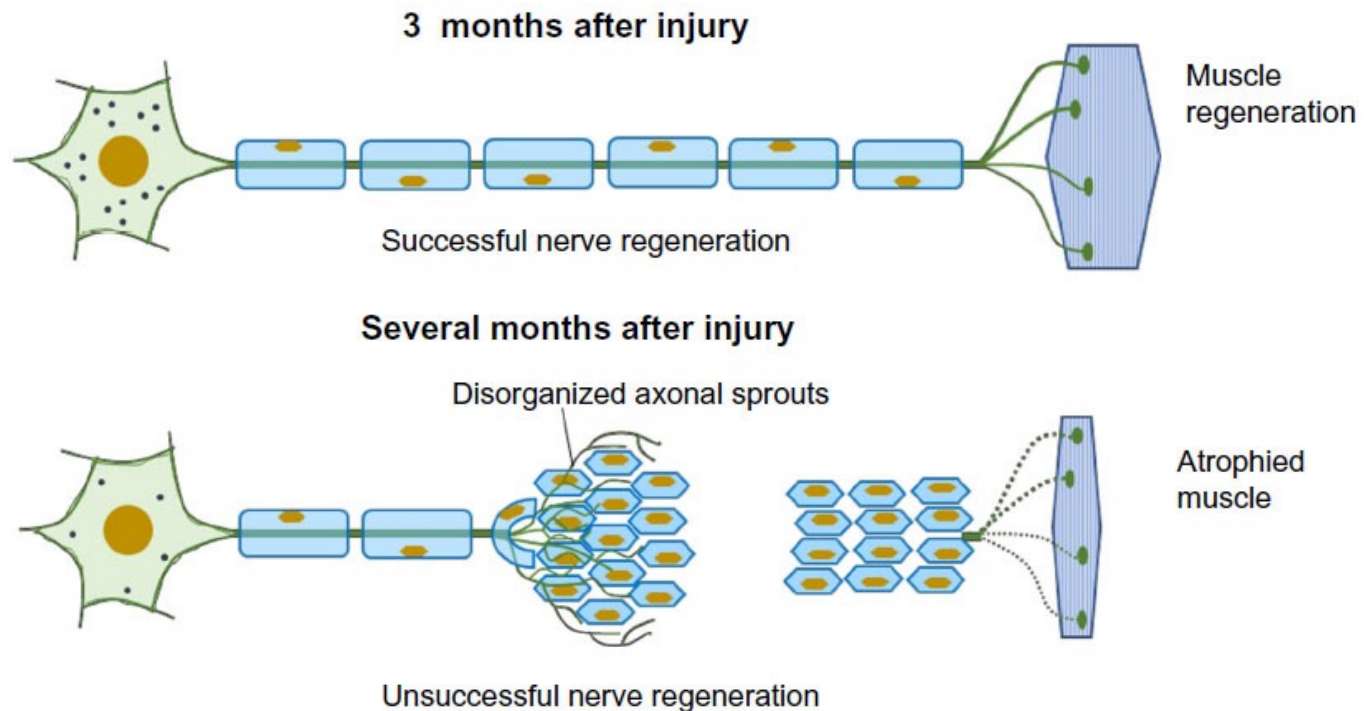 3 months after injury
Muscle
regeneration
Successful nerve regeneration
Several months after injury
Disorganized axonal sprouts
Atrophied
muscle
Unsuccessful nerve regeneration